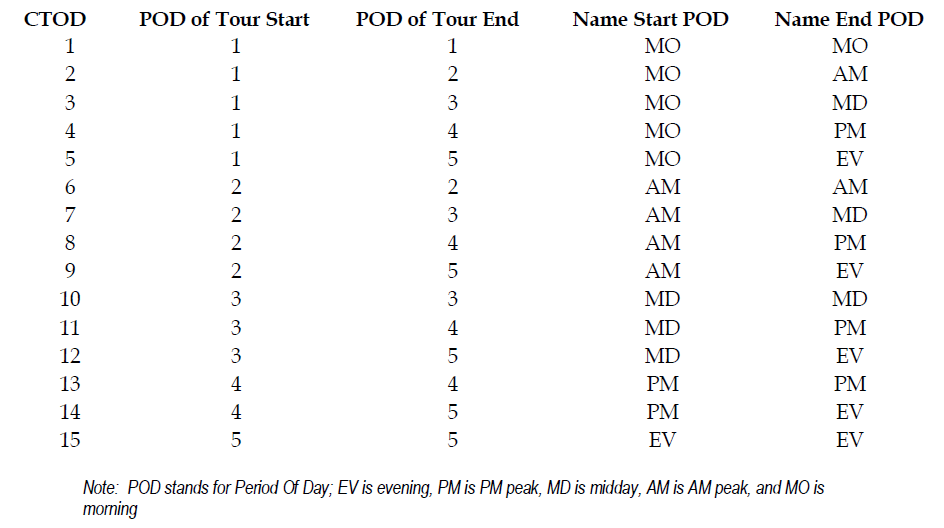 CTOD POD of Tour Start POD of Tour End Name Start POD Name End POD
1 1 1 MO MO
2 1 2 MO AM
3 1 3 MO MD
4 1 4 MO PM
5 1 5 MO EV
6 2 2 AM AM
7 2 3 AM MD
8 2 4 AM PM
9 2 5 AM EV
10 3 3 MD MD
11 3 4 MD PM
12 3 5 MD EV
13 4 4 PM PM
14 4 5 PM EV
15 5 5 EV EV
Note: POD stands for Period Of Day; EV is evening, PM is PM peak, MD is midday, AM is AM peak, and MO is
morning